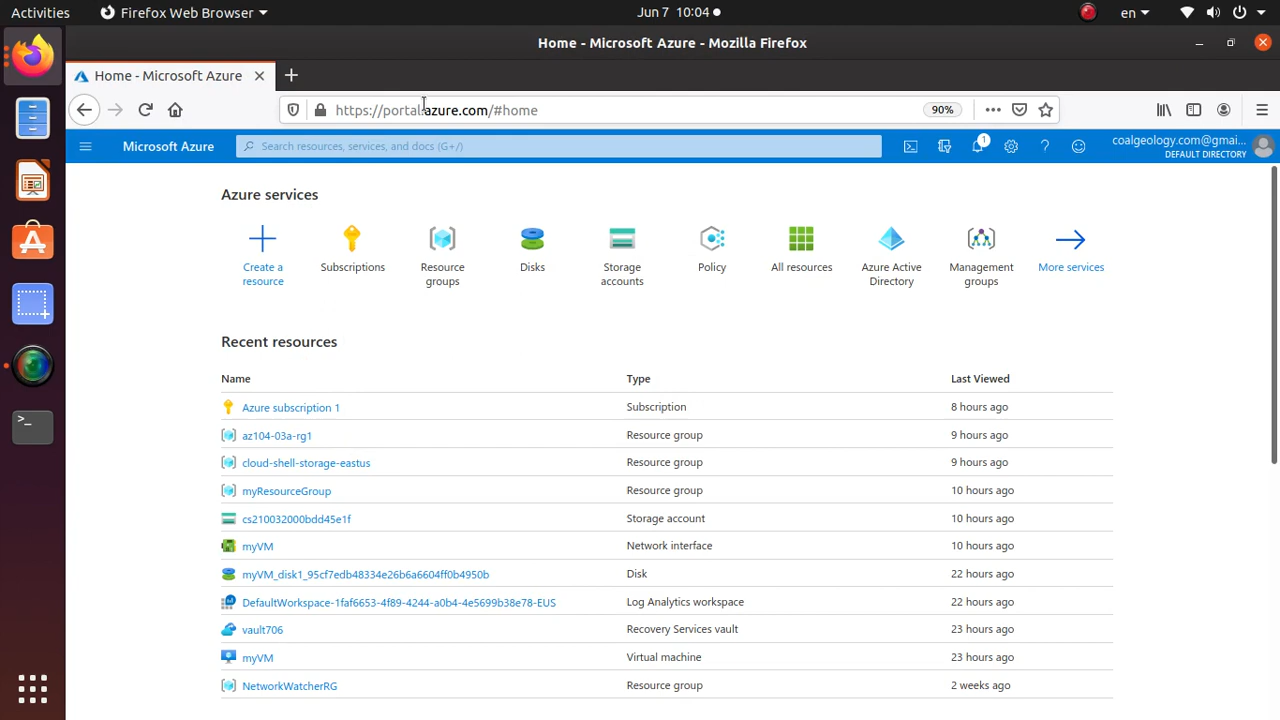 Activities Firefox Web Browser Jun 7 10:04 en
Home - Microsoft Azure - Mozilla Firefox
Home - Microsoft Azure
https://portal.azure.com/#home 90%
Microsoft Azure Search resources, services, and docs (G+/) 1 coalgeology.com@gmai...
DEFAULT DIRECTORY
Azure services
Create a resource
Subscriptions
Resource groups
Disks
Storage accounts
Policy
All resources
Azure Active Directory
Management groups
More services
Recent resources
Name Type Last Viewed
Azure subscription 1 Subscription 8 hours ago
az104-03a-rg1 Resource group 9 hours ago
cloud-shell-storage-eastus Resource group 9 hours ago
myResourceGroup Resource group 10 hours ago
cs210032000bdd45e1f Storage account 10 hours ago
myVM Network interface 10 hours ago
myVM_disk1_95cf7edb48334e26b6a6604ff0b4950b Disk 22 hours ago
DefaultWorkspace-1faf6653-4f89-4244-a0b4-4e5699b38e78-EUS Log Analytics workspace 22 hours ago
vault706 Recovery Services vault 23 hours ago
myVM Virtual machine 23 hours ago
NetworkWatcherRG Resource group 2 weeks ago